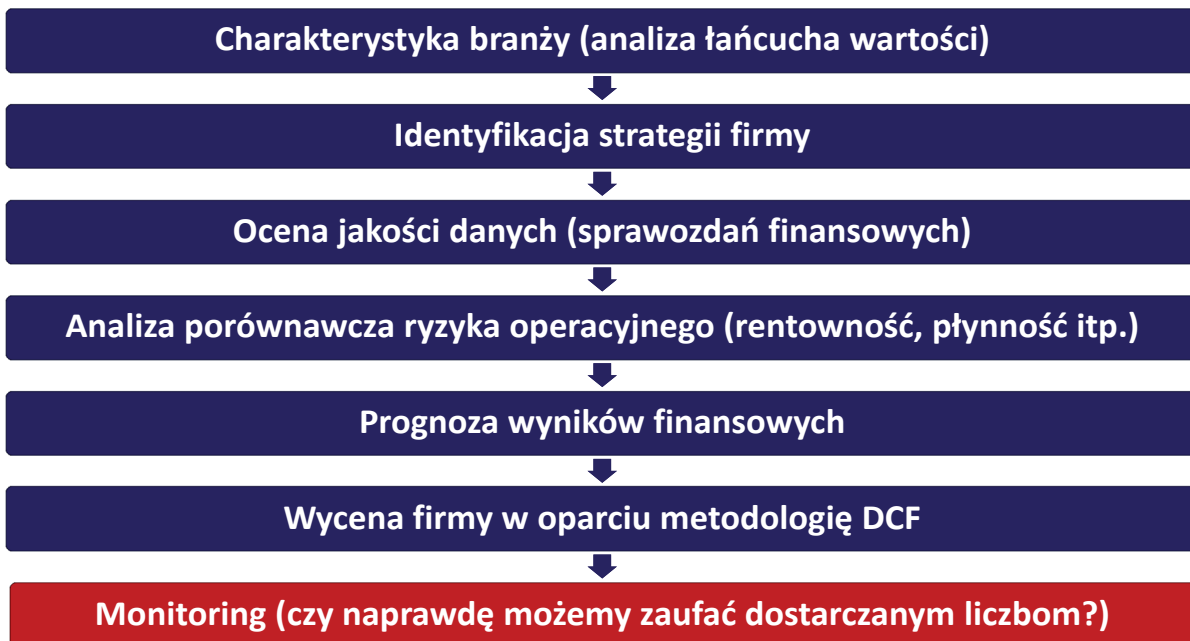 Charakterystyka branży (analiza łańcucha wartości)
Identyfikacja strategii firmy
Ocena jakości danych (sprawozdań finansowych)
Analiza porównawcza ryzyka operacyjnego (rentowność, płynność itp.)
Prognoza wyników finansowych
Wycena firmy w oparciu metodologię DCF
Monitoring (czy naprawdę możemy zaufać dostarczanym liczbom?)